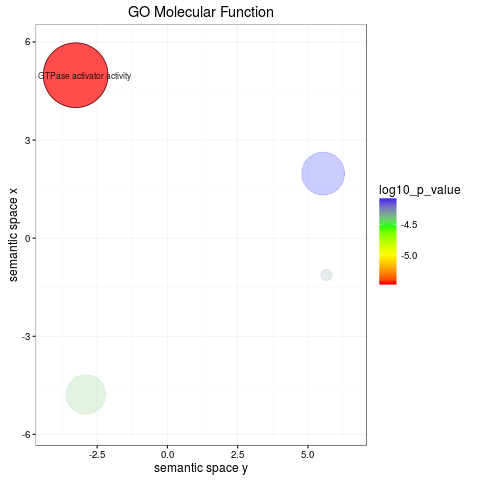 GO Molecular Function
6
3
0
-3
-6
semantic space x
GTPase activator activity
-2.5
0.0
2.5
5.0
semantic space y
log10_p_value
-4.5
-5.0